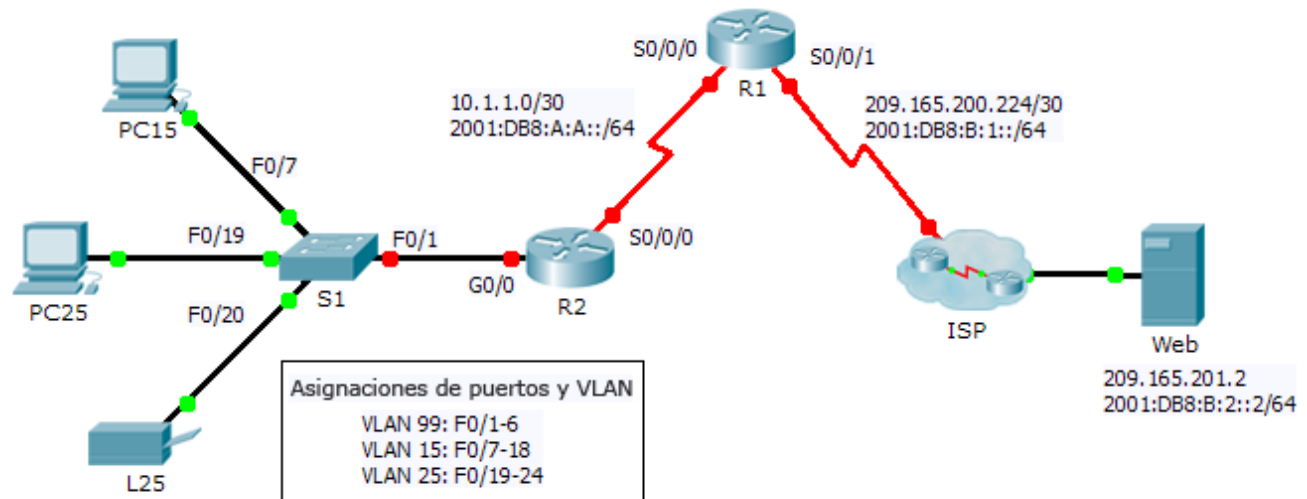 PC15
F0/7
PC25
F0/19
F0/20
L25
S1
F0/1
G0/0
R2
S0/0/0
10.1.1.0/30
2001:DB8:A:A::/64
S0/0/0
R1
S0/0/1
209.165.200.224/30
2001:DB8:B:1::/64
ISP
Web
209.165.201.2
2001:DB8:B:2::2/64
Asignaciones de puertos y VLAN
VLAN 99: F0/1-6
VLAN 15: F0/7-18
VLAN 25: F0/19-24